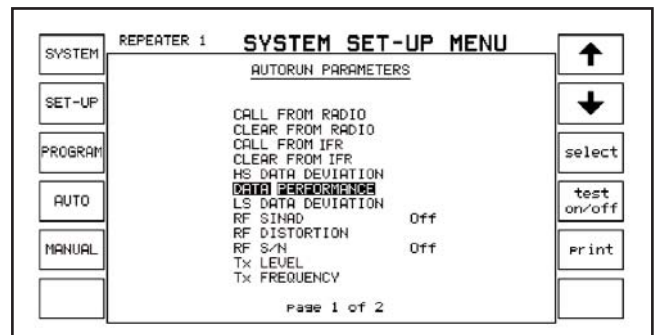 REPEATER 1 SYSTEM SET-UP MENU
SYSTEM
SET-UP
PROGRAM
AUTO
MANUAL
AUTORUN PARAMETERS
CALL FROM RADIO
CLEAR FROM RADIO
CALL FROM IFR
CLEAR FROM IFR
HS DATA DEVIATION
DATA PERFORMANCE
LS DATA DEVIATION
RF SINAD Off
RF DISTORTION
RF S/N Off
Tx LEVEL
Tx FREQUENCY
Page 1 of 2
select
test
on/off
print